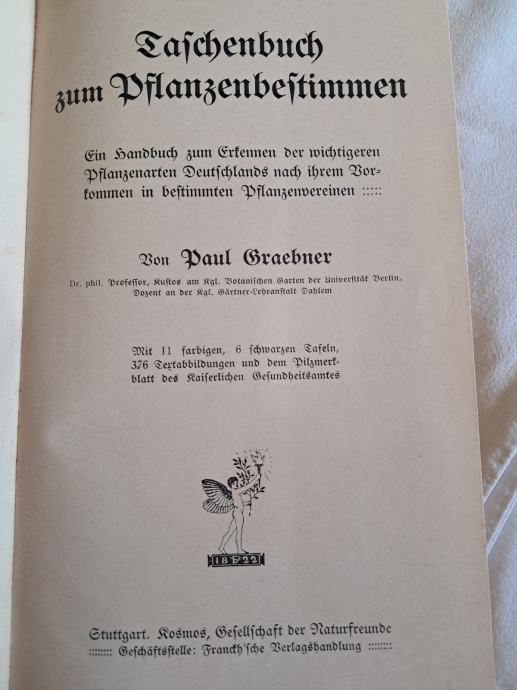 Taschenbuch
zum Pflanzenbestimmen
Ein Handbuch zum Erkennen der wichtigeren
Pflanzenarten Deutschlands nach ihrem Vor=
kommen in bestimmten Pflanzenvereinen :::::
Von Paul Graebner
Dr. phil. Professor, Kustos am Kgl. Botanischen Garten der Universität Berlin,
Dozent an der Kgl. Gärtner-Lehranstalt Dahlem
Mit 11 farbigen, 6 schwarzen Tafeln,
376 Textabbildungen und dem Pilzmerk=
blatt des Kaiserlichen Gesundheitsamtes
18 F 22
Stuttgart. Kosmos, Gesellschaft der Naturfreunde
:::::::: Geschäftsstelle: Franckh'sche Verlagshandlung ::::::::